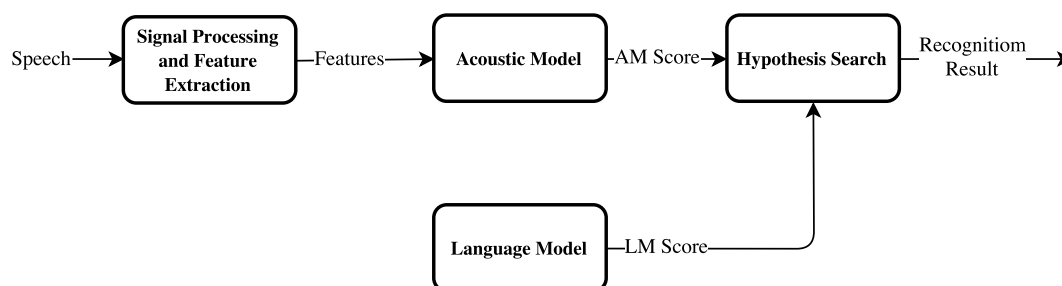 Speech
Signal Processing
and Feature
Extraction
Features
Acoustic Model
AM Score
Hypothesis Search
Recognitiom
Result
Language Model
LM Score